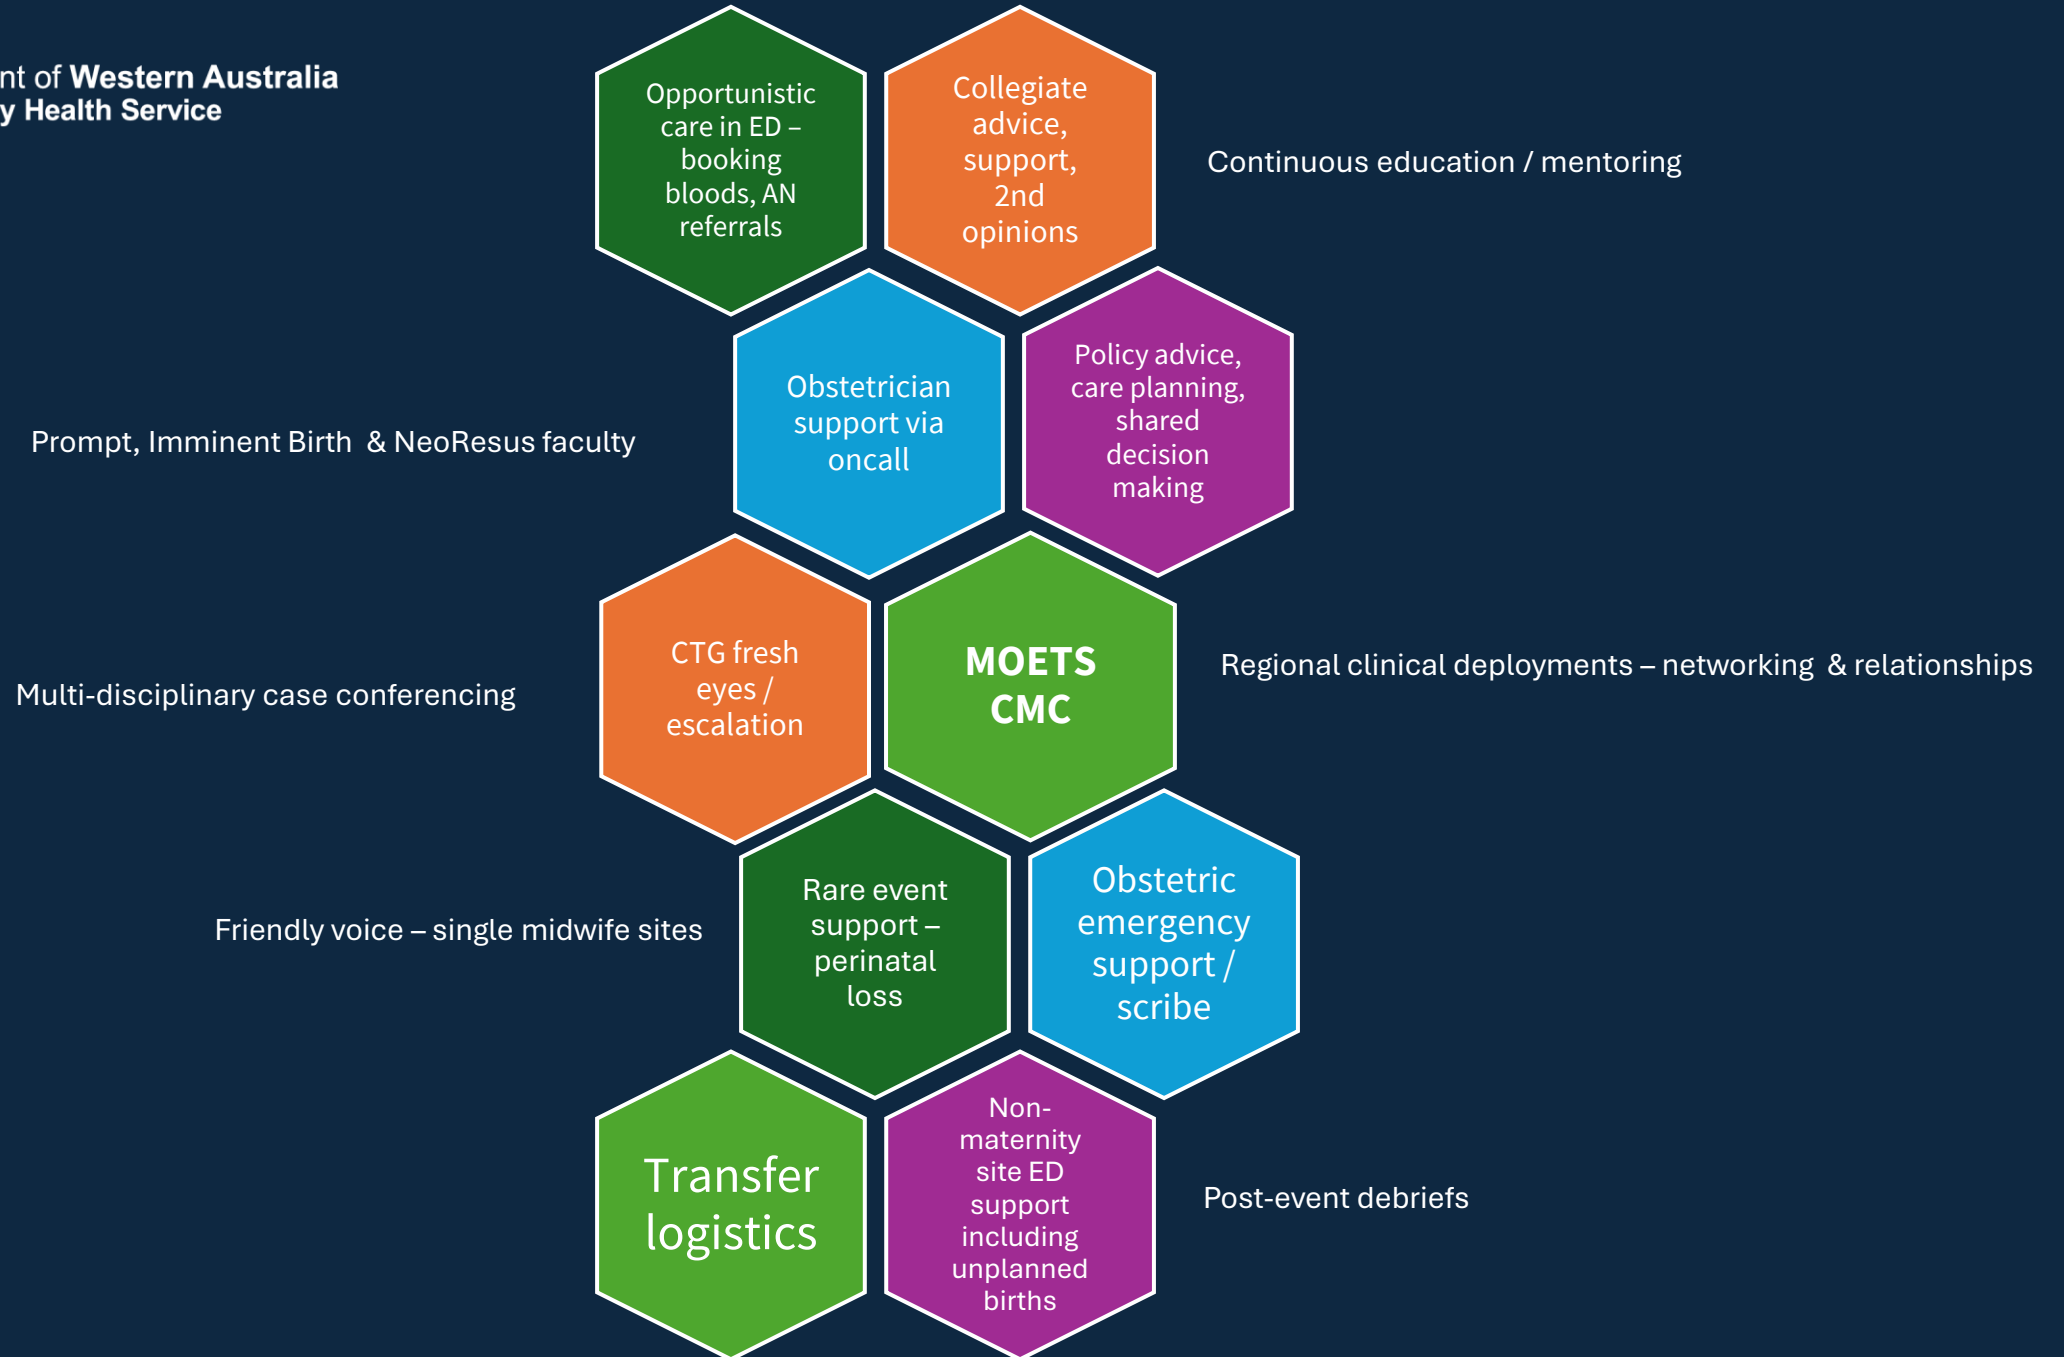 nt of Western Australia
y Health Service
Opportunistic
care in ED –
booking
bloods, AN
referrals
Collegiate
advice,
support,
2nd
opinions
Continuous education / mentoring
Obstetrician
support via
oncall
Policy advice,
care planning,
shared
decision
making
Prompt, Imminent Birth & NeoResus faculty
CTG fresh
eyes /
escalation
MOETS
CMC
Regional clinical deployments – networking & relationships
Multi-disciplinary case conferencing
Rare event
support –
perinatal
loss
Obstetric
emergency
support /
scribe
Friendly voice – single midwife sites
Transfer
logistics
Non-
maternity
site ED
support
including
unplanned
births
Post-event debriefs